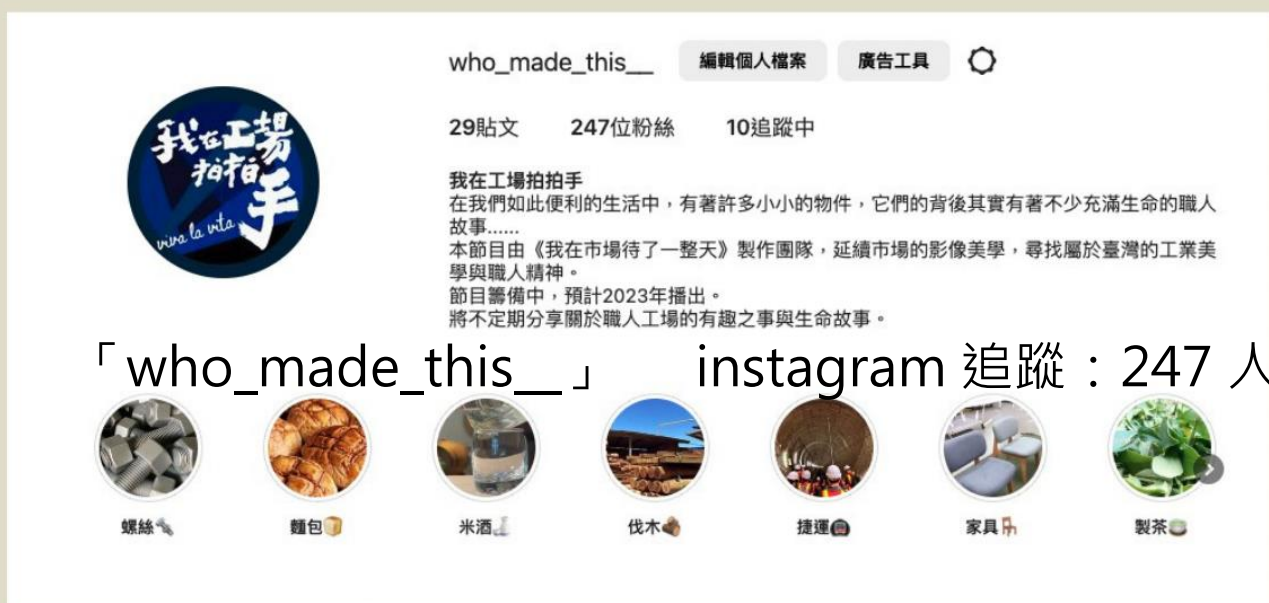 who_made_this__ 編輯個人檔案 廣告工具
29貼文 247位粉絲 10追蹤中
我在工場
拍拍手
viva la vita
我在工場拍拍手
在我們如此便利的生活中，有著許多小小的物件，它們的背後其實有著不少充滿生命的職人
故事......
本節目由《我在市場待了一整天》製作團隊，延續市場的影像美學，尋找屬於臺灣的工業美
學與職人精神。
節目籌備中，預計2023年播出。
將不定期分享關於職人工場的有趣之事與生命故事。
「who_made_this__」 instagram 追蹤：247 人
螺絲🔩 麵包🍞 米酒🍶 伐木🪵 捷運🚇 家具🪑 製茶🍵